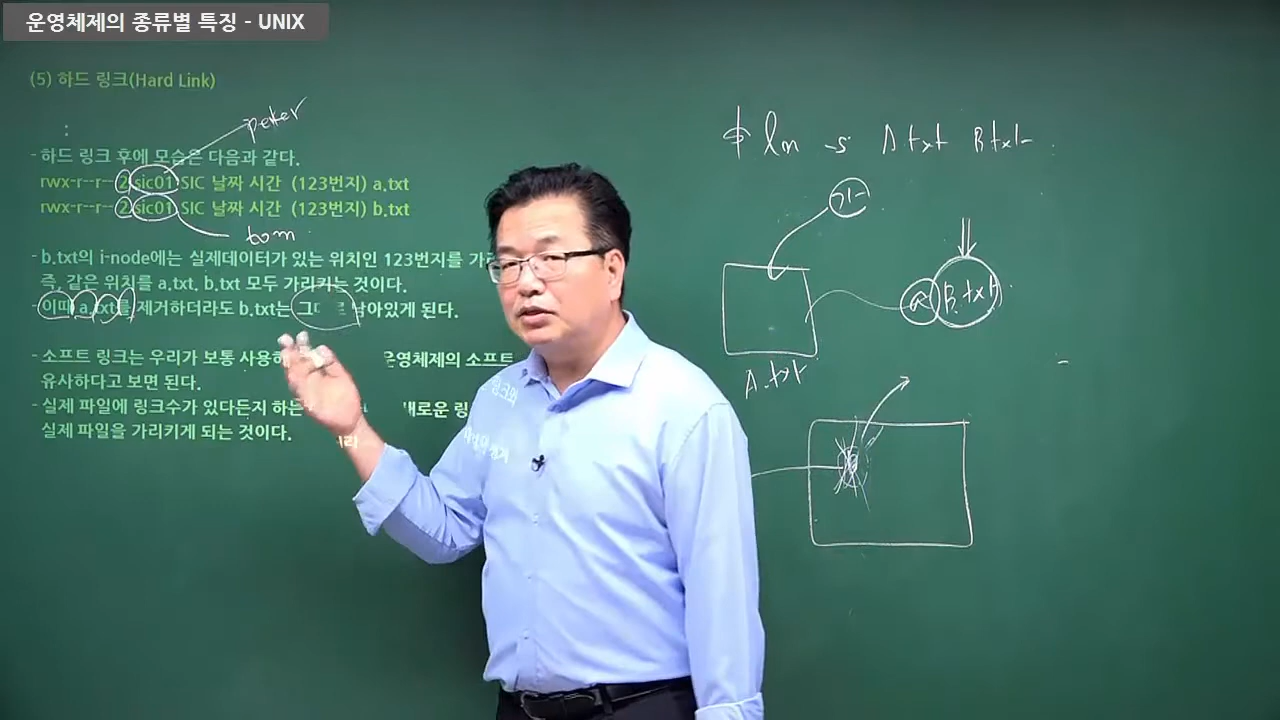 운영체제의 종류별 특징 - UNIX
(5) 하드 링크(Hard Link)
:
peter
- 하드 링크 후에 모습은 다음과 같다.
rwx-r--r-- 2 sic01 SIC 날짜 시간 (123번지) a.txt
rwx-r--r-- 2 sic01 SIC 날짜 시간 (123번지) b.txt
tom
- b.txt의 i-node에는 실제데이터가 있는 위치인 123번지를
즉, 같은 위치를 a.txt, b.txt 모두 가리키는 것이다.
- 이때 a.txt를 제거하더라도 b.txt는 그대로 남아있게 된다.
- 소프트 링크는 우리가 보통 운영체제의 소프트
유사하다고 보면 된다.
- 실제 파일에 링크수가 있다든지 새로운
실제 파일을 가리키게 되는 것이다.
ln -s A txt B txt
B.txt
A.txt